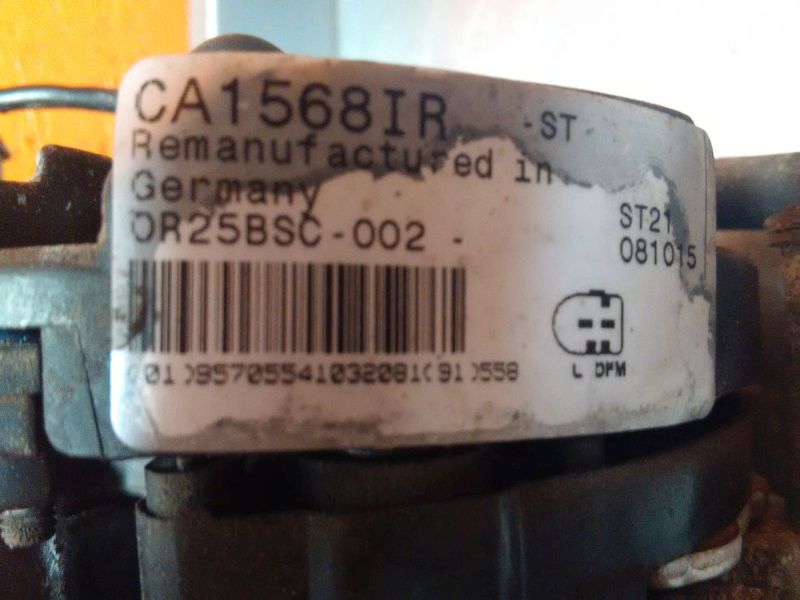 CA1568IR -ST
Remanufactured in
Germany
OR25BSC-002 -
ST21
081015
(01)95705541032081(91)558
L DFM